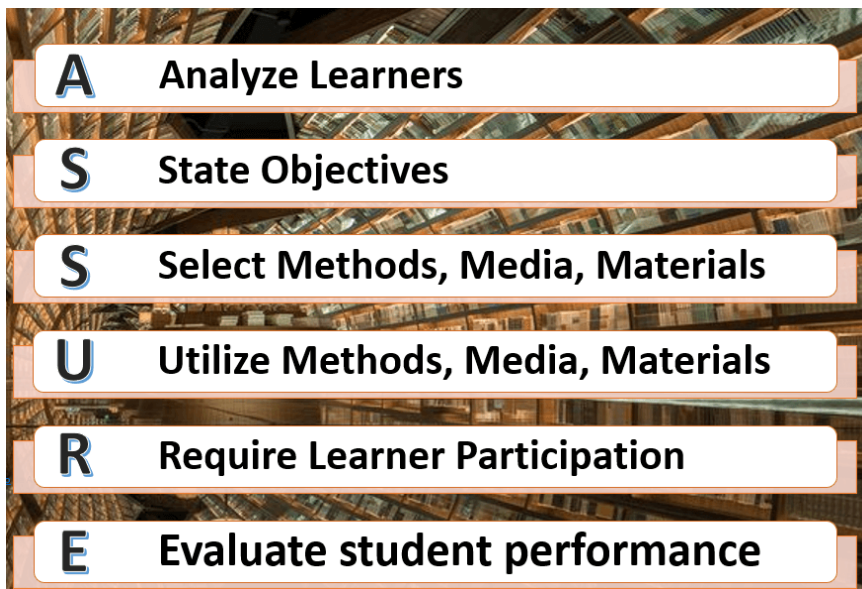 A Analyze Learners
S State Objectives
S Select Methods, Media, Materials
U Utilize Methods, Media, Materials
R Require Learner Participation
E Evaluate student performance